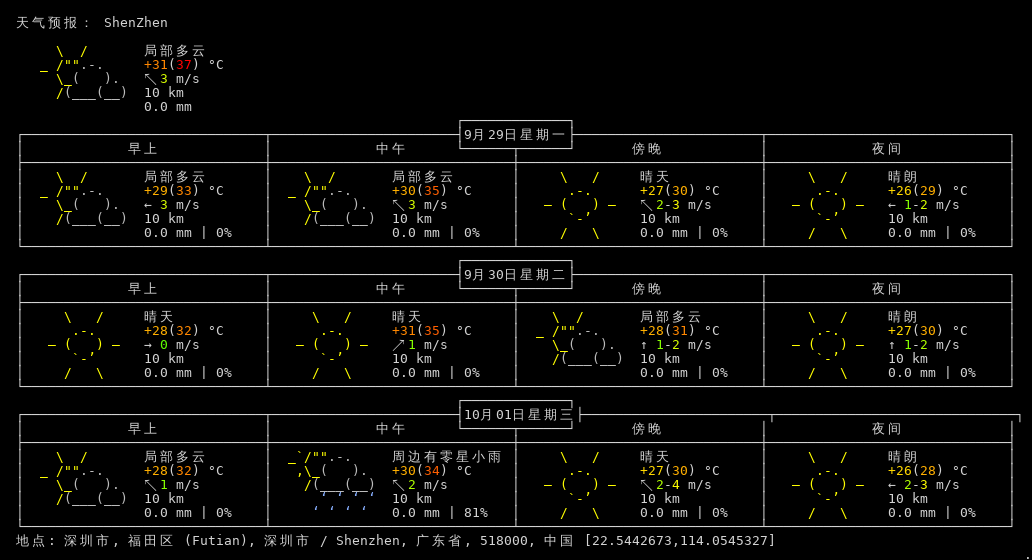 天气预报： ShenZhen
局部多云
+31(37) °C
↖ 3 m/s
10 km
0.0 mm
9月29日星期一
早上 中午 傍晚 夜间
局部多云 局部多云 晴天 晴朗
+29(33) °C +30(35) °C +27(30) °C +26(29) °C
← 3 m/s ↖ 3 m/s ↖ 2-3 m/s ← 1-2 m/s
10 km 10 km 10 km 10 km
0.0 mm | 0% 0.0 mm | 0% 0.0 mm | 0% 0.0 mm | 0%
9月30日星期二
早上 中午 傍晚 夜间
晴天 晴天 局部多云 晴朗
+28(32) °C +31(35) °C +28(31) °C +27(30) °C
→ 0 m/s ↗ 1 m/s ↑ 1-2 m/s ↑ 1-2 m/s
10 km 10 km 10 km 10 km
0.0 mm | 0% 0.0 mm | 0% 0.0 mm | 0% 0.0 mm | 0%
10月01日星期三
早上 中午 傍晚 夜间
局部多云 周边有零星小雨 晴天 晴朗
+28(32) °C +30(34) °C +27(30) °C +26(28) °C
↖ 1 m/s ↖ 2 m/s ↖ 2-4 m/s ← 2-3 m/s
10 km 10 km 10 km 10 km
0.0 mm | 0% 0.0 mm | 81% 0.0 mm | 0% 0.0 mm | 0%
地点: 深圳市, 福田区 (Futian), 深圳市 / Shenzhen, 广东省, 518000, 中国 [22.5442673,114.0545327]